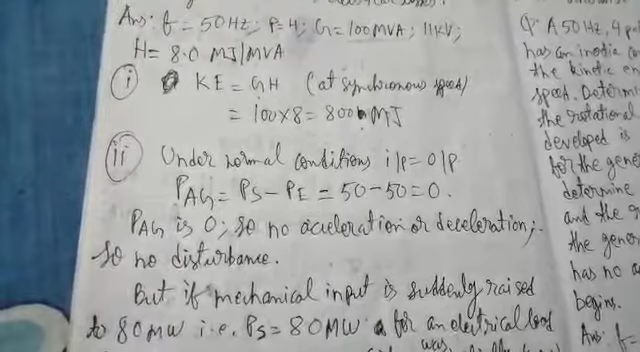 Ans: f = 50Hz; P=4; G=100MVA; 11KV;
H = 8.0 MJ/MVA
(i) KE = GH (at synchronous speed)
= 100x8 = 800 MJ
(ii) Under normal conditions i/p = o/p
PAG = PS - PE = 50-50 = 0.
PAG is 0; so no acceleration or deceleration;
So no disturbance.
But if mechanical input is suddenly raised
to 80MW i.e. PS = 80MW for an electrical load
was
Q: A 50 Hz, 4 p
has an inertia
the kinetic en
speed. Determi
the rotational
developed is
for the gene
determine
and the
the gener
has no a
begins.
Ans: f-